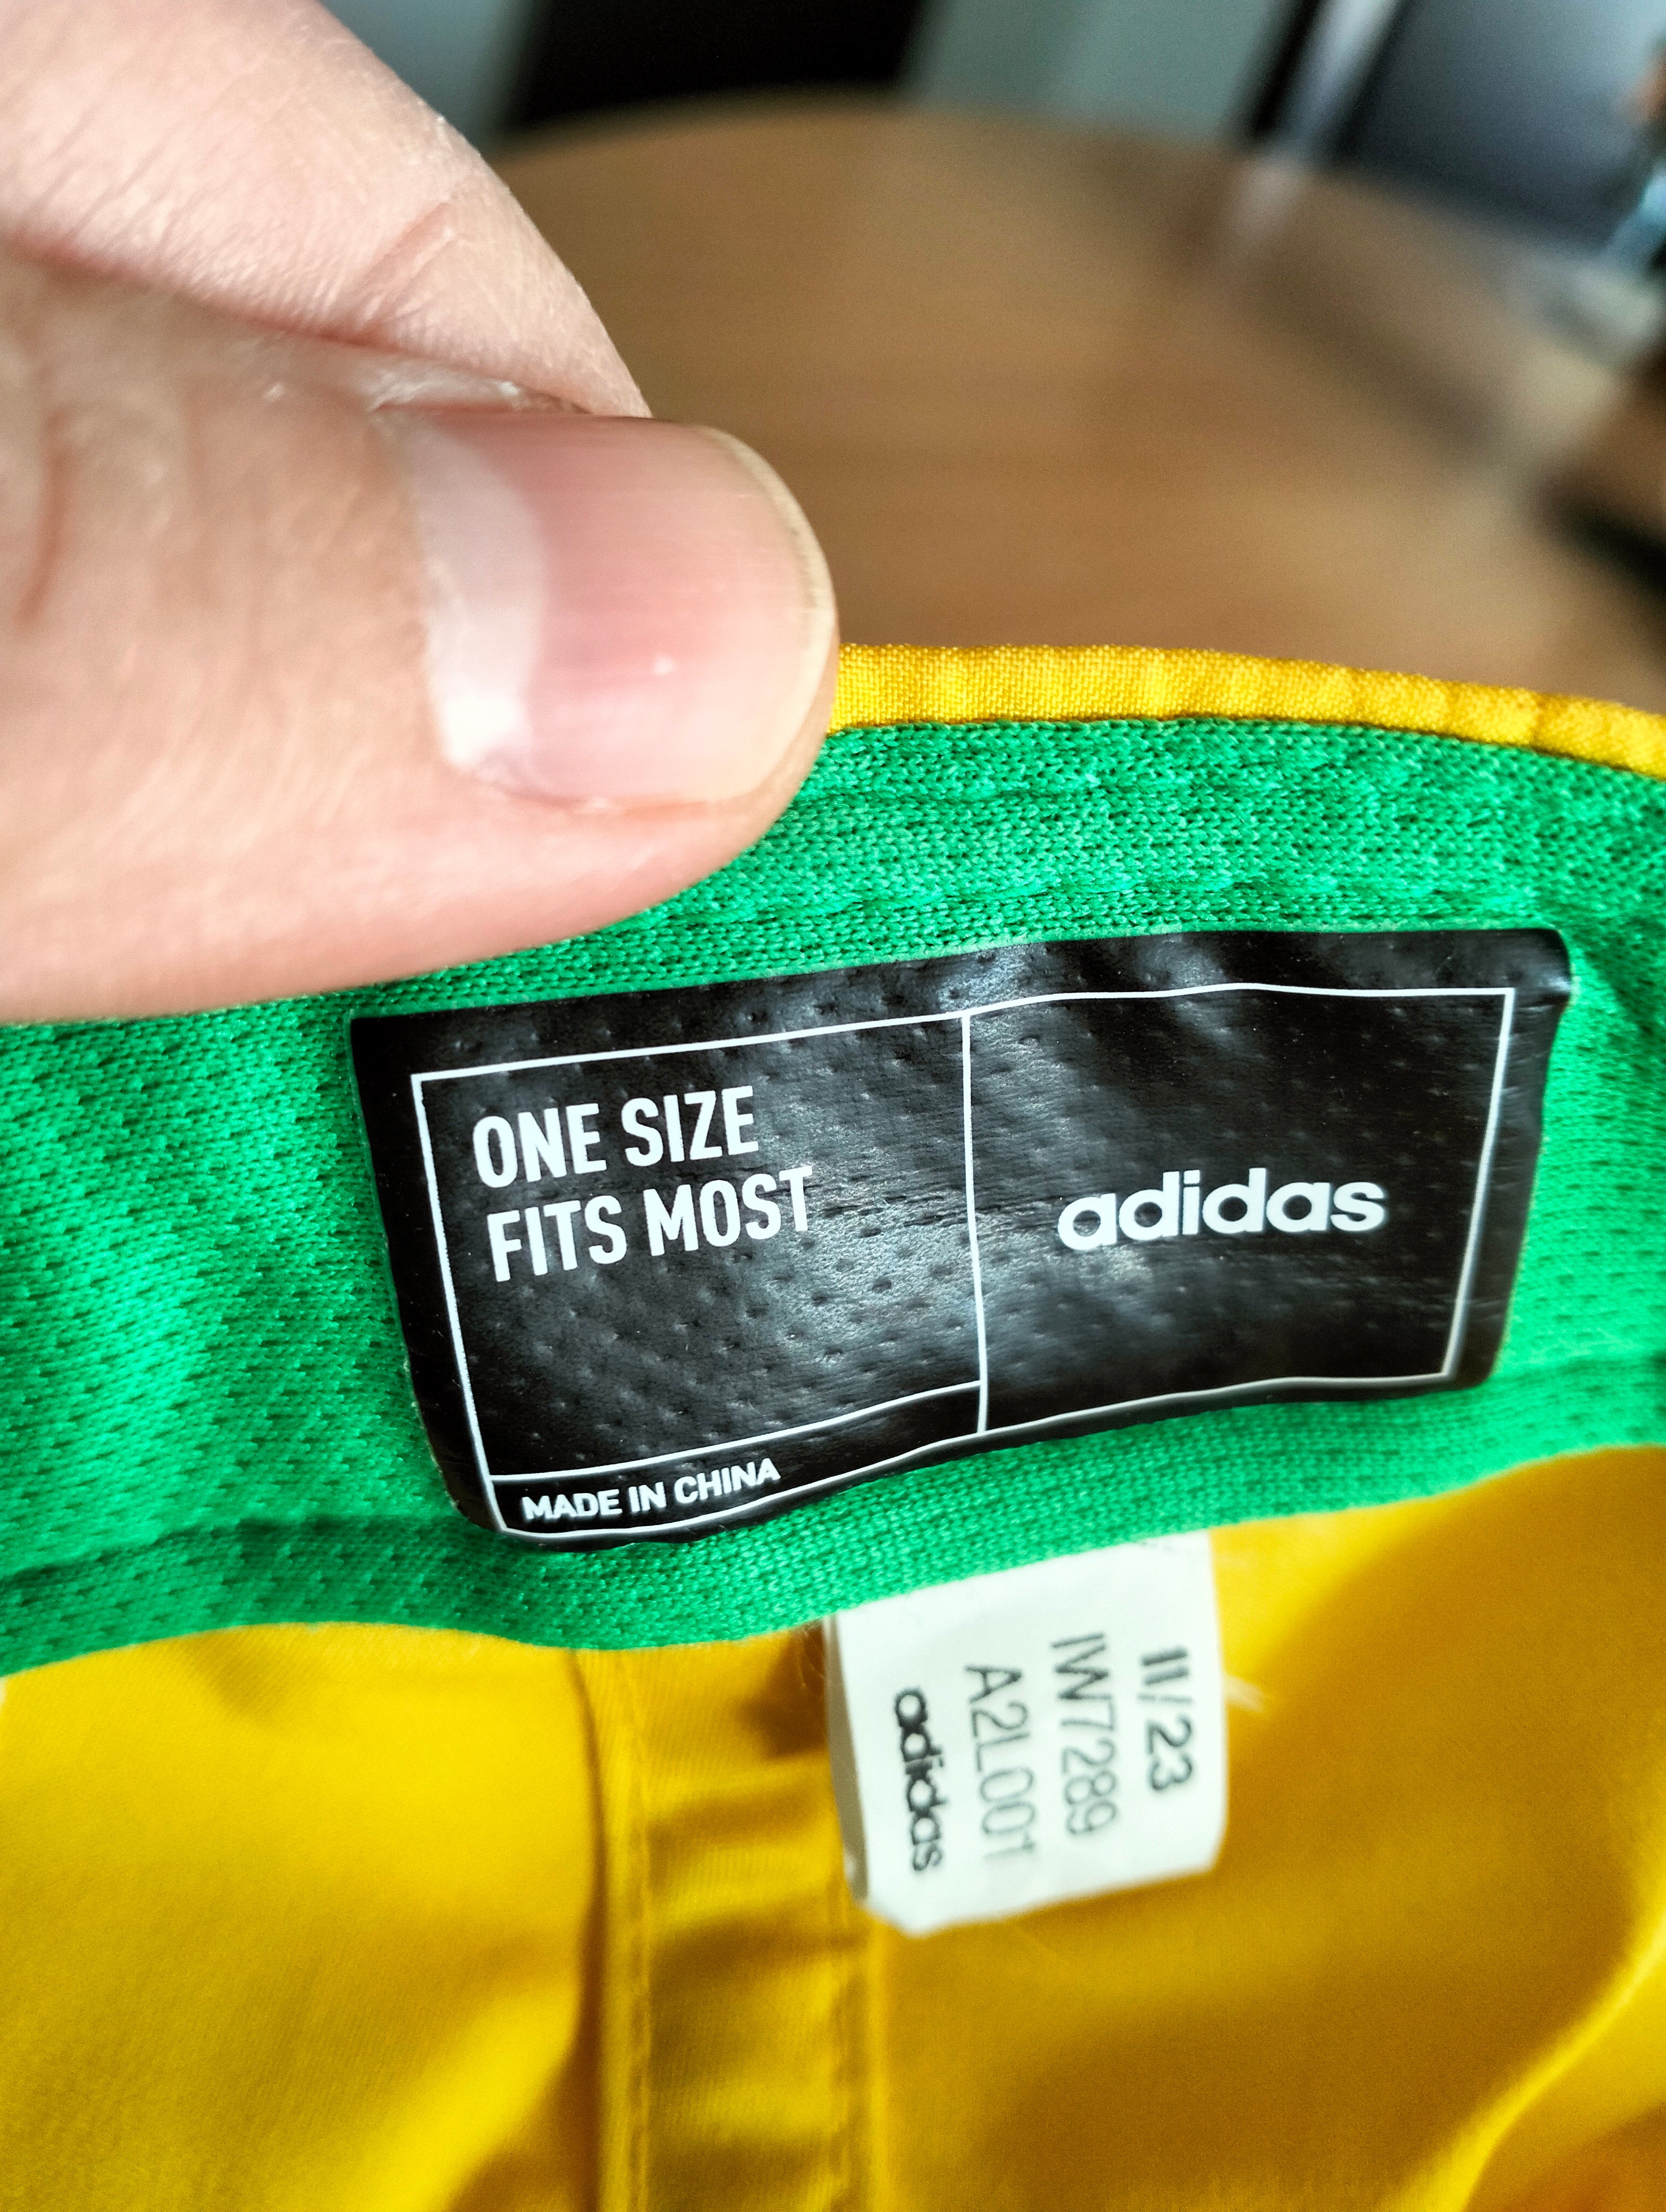 ONE SIZE
FITS MOST
adidas
MADE IN CHINA
11/23
IW7289
A2L001
adidas